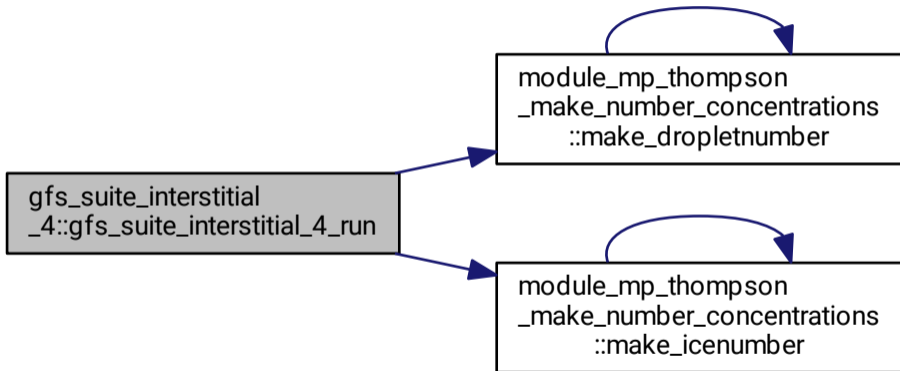 module_mp_thompson
_make_number_concentrations
::make_dropletnumber
gfs_suite_interstitial
_4::gfs_suite_interstitial_4_run
module_mp_thompson
_make_number_concentrations
::make_icenumber